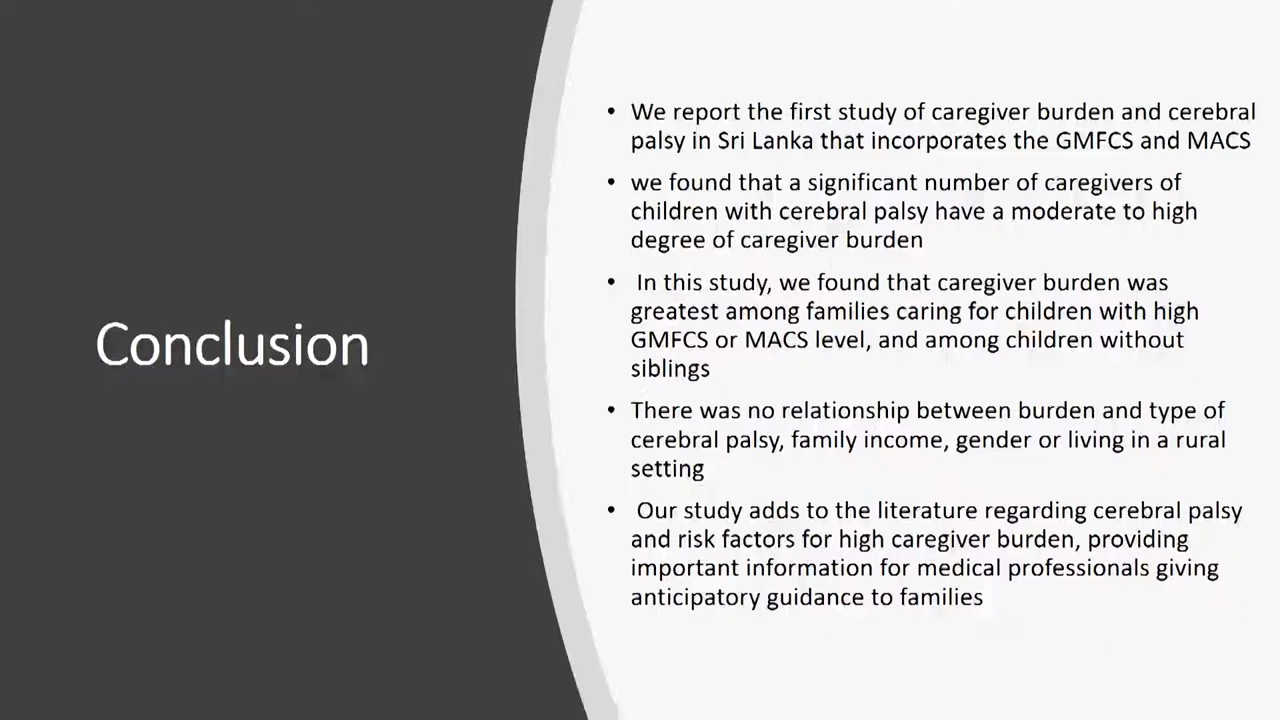 Conclusion
• We report the first study of caregiver burden and cerebral
palsy in Sri Lanka that incorporates the GMFCS and MACS
• we found that a significant number of caregivers of
children with cerebral palsy have a moderate to high
degree of caregiver burden
• In this study, we found that caregiver burden was
greatest among families caring for children with high
GMFCS or MACS level, and among children without
siblings
• There was no relationship between burden and type of
cerebral palsy, family income, gender or living in a rural
setting
• Our study adds to the literature regarding cerebral palsy
and risk factors for high caregiver burden, providing
important information for medical professionals giving
anticipatory guidance to families